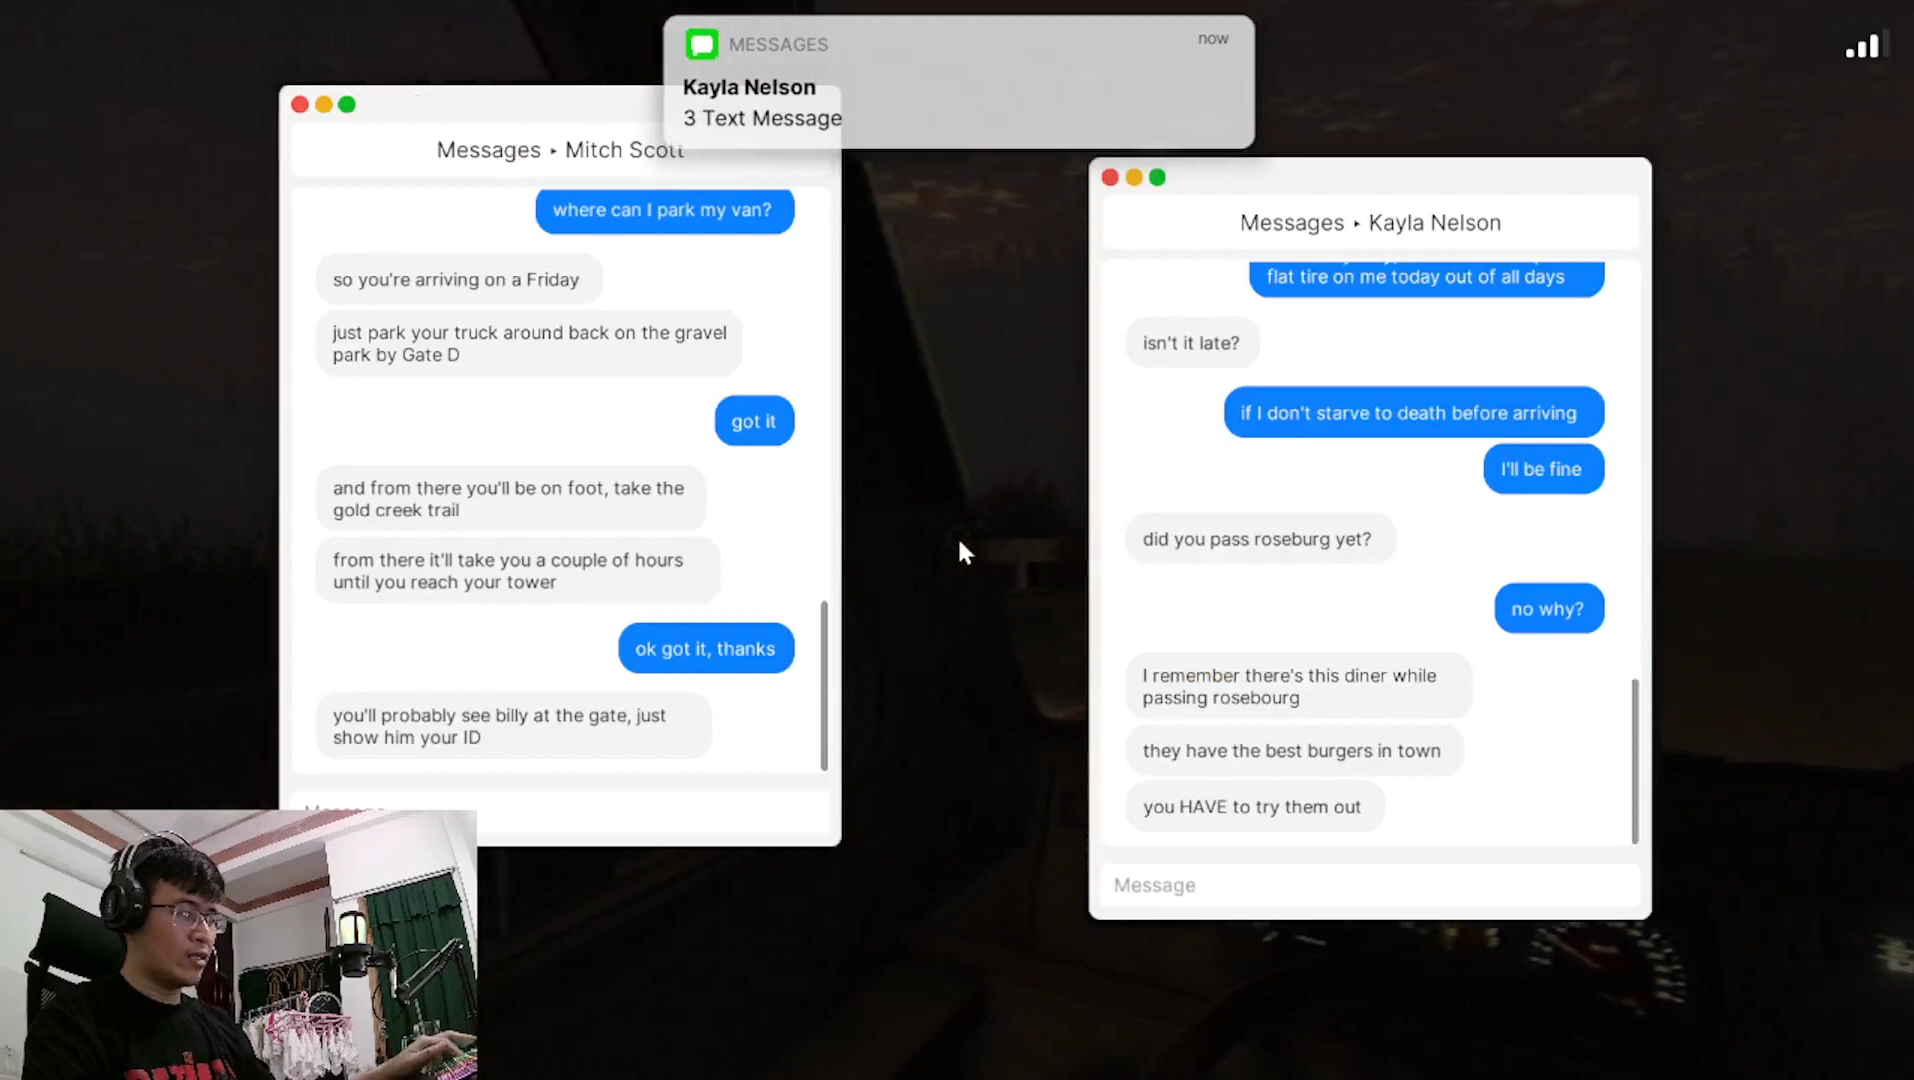 MESSAGES
now
Kayla Nelson
3 Text Message
Messages ‣ Mitch Scott
where can I park my van?
so you're arriving on a Friday
just park your truck around back on the gravel
park by Gate D
got it
and from there you'll be on foot, take the
gold creek trail
from there it'll take you a couple of hours
until you reach your tower
ok got it, thanks
you'll probably see billy at the gate, just
show him your ID
Messages ‣ Kayla Nelson
flat tire on me today out of all days
isn't it late?
if I don't starve to death before arriving
I'll be fine
did you pass roseburg yet?
no why?
I remember there's this diner while
passing rosebourg
they have the best burgers in town
you HAVE to try them out
Message